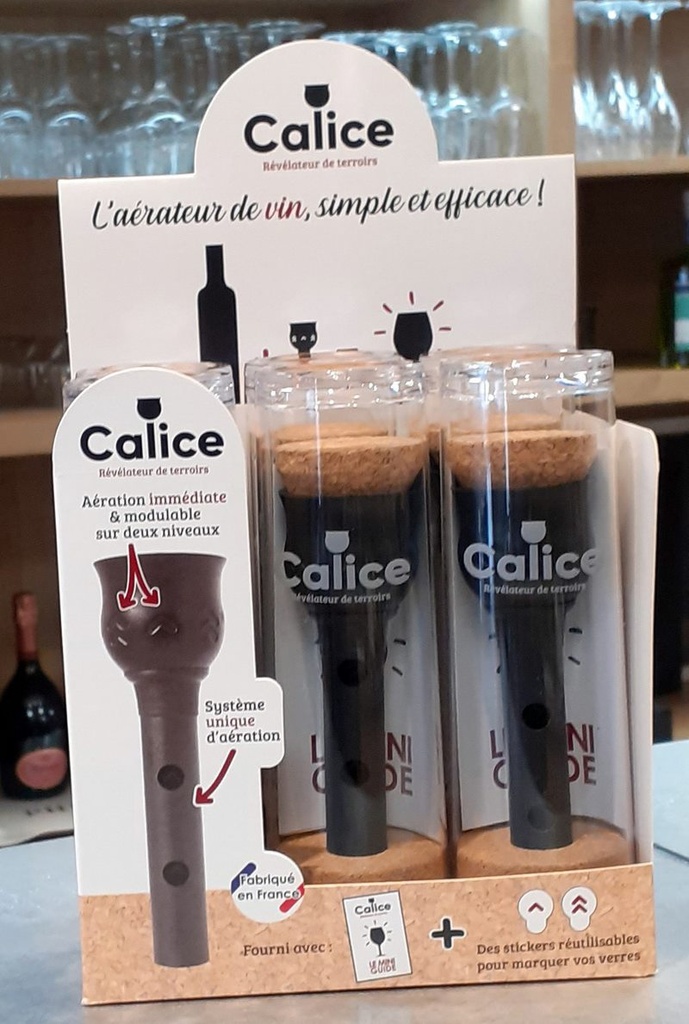 Calice
Révélateur de terroirs
L'aérateur de vin, simple et efficace !
Calice
Révélateur de terroirs
Aération immédiate
& modulable
sur deux niveaux
Système
unique
d'aération
Calice
Révélateur de terroirs
Calice
Révélateur de terroirs
Fabriqué
en France
Fourni avec :
Calice
LE MINI
GUIDE
+
Des stickers réutilisables
pour marquer vos verres